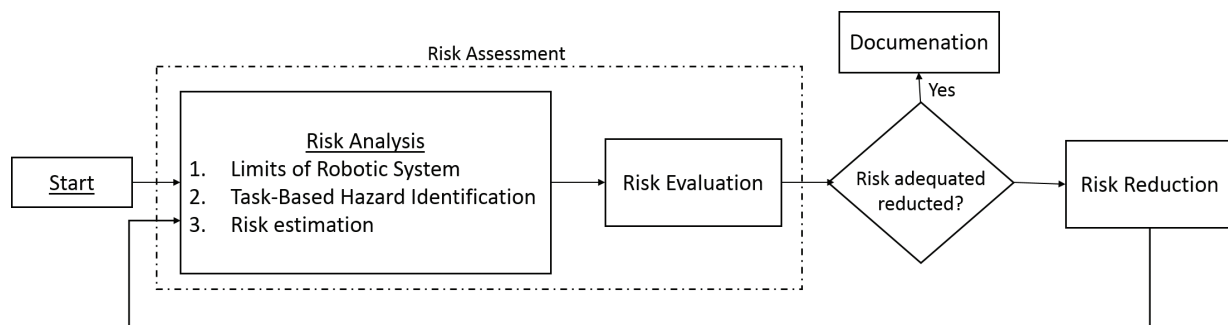 Risk Assessment
Start
Risk Analysis
1. Limits of Robotic System
2. Task-Based Hazard Identification
3. Risk estimation
Risk Evaluation
Risk adequated
reducted?
Yes
Documenation
Risk Reduction